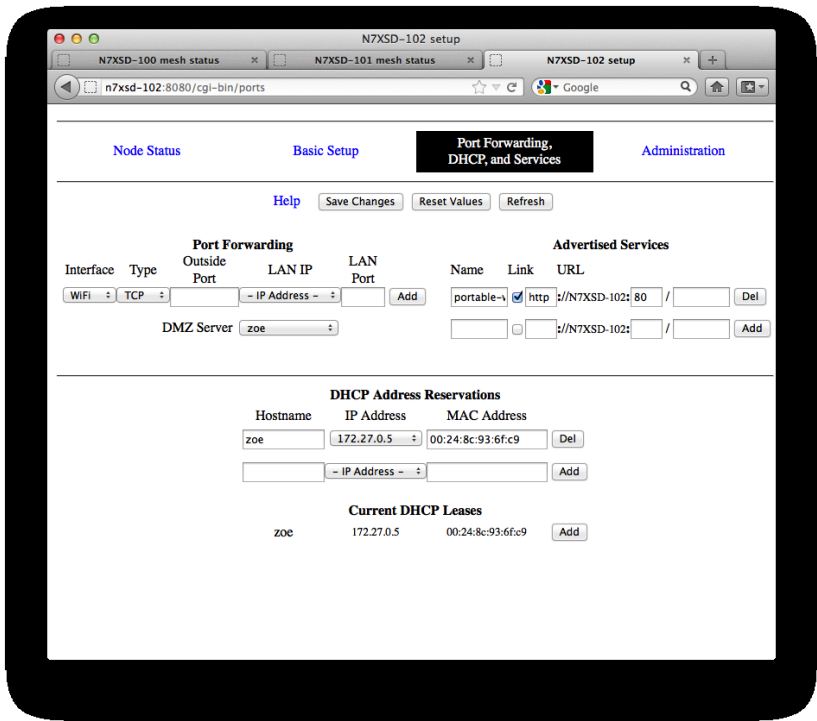 N7XSD-102 setup
N7XSD-100 mesh status × N7XSD-101 mesh status × N7XSD-102 setup × +
n7xsd-102:8080/cgi-bin/ports Google
Node Status Basic Setup Port Forwarding, Administration
DHCP, and Services
Help Save Changes Reset Values Refresh
Port Forwarding Advertised Services
Interface Type Outside Port LAN IP LAN Port Name Link URL
WiFi TCP – IP Address – Add http ://NTXSD-102: 80 / Del
DMZ Server zoe ://N7XSD-102: / Add
DHCP Address Reservations
Hostname IP Address MAC Address
zoe 172.27.0.5 00:24:8c:93:6f:c9 Del
– IP Address – Add
Current DHCP Leases
zoe 172.27.0.5 00:24:8c:93:6f:c9 Add